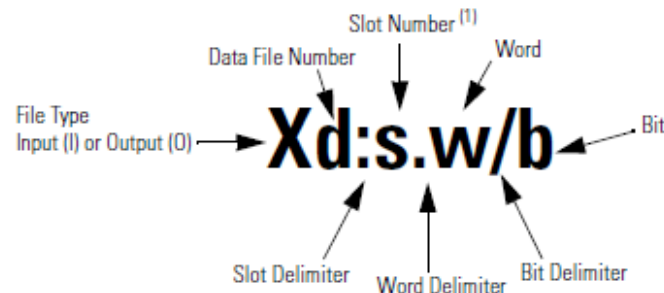 Slot Number (1)
Data File Number
Word
File Type
Input (I) or Output (O)
Xd:s.w/b
Bit
Slot Delimiter
Word Delimiter
Bit Delimiter